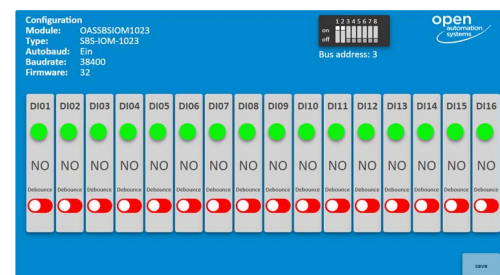 Configuration
Module: OASSBSIOM1023
Type: SBS-IOM-1023
Autobaud: Ein
Baudrate: 38400
Firmware: 32
1 2 3 4 5 6 7 8
on
off
Bus address: 3
open
automation
systems
DI01 DI02 DI03 DI04 DI05 DI06 DI07 DI08 DI09 DI10 DI11 DI12 DI13 DI14 DI15 DI16
NO NO NO NO NO NO NO NO NO NO NO NO NO NO NO NO
Debounce Debounce Debounce Debounce Debounce Debounce Debounce Debounce Debounce Debounce Debounce Debounce Debounce Debounce Debounce Debounce
save